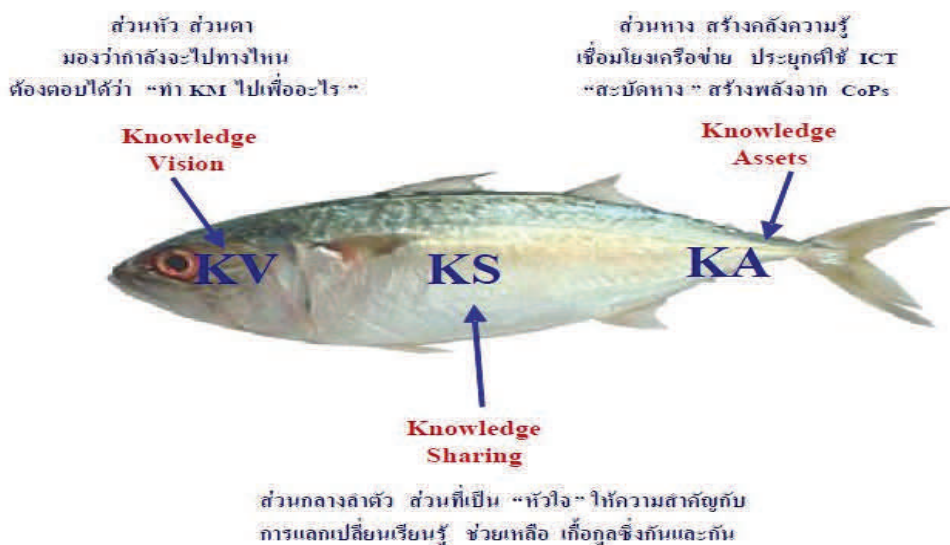 ส่วนหัว ส่วนตา
มองว่ากำลังจะไปทางไหน
ต้องตอบได้ว่า “ทำ KM ไปเพื่ออะไร ”
Knowledge
Vision
ส่วนหาง สร้างคลังความรู้
เชื่อมโยงเครือข่าย ประยุกต์ใช้ ICT
“สะบัดหาง ” สร้างพลังจาก CoPs
Knowledge
Assets
KV
KS
KA
Knowledge
Sharing
ส่วนกลางลำตัว ส่วนที่เป็น “หัวใจ ” ให้ความสำคัญกับ
การแลกเปลี่ยนเรียนรู้ ช่วยเหลือ เกื้อกูลซึ่งกันและกัน